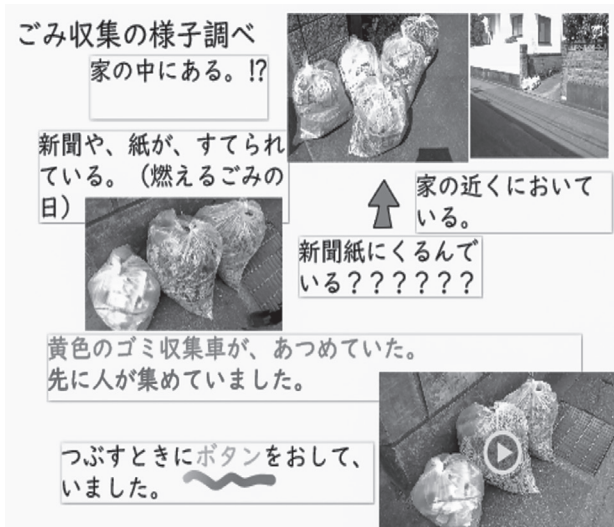 ごみ収集の様子調べ
家の中にある。!?
新聞や、紙が、すてられ
ている。（燃えるごみの
日）
家の近くにおいて
いる。
新聞紙にくるんで
いる？？？？？？
黄色のゴミ収集車が、あつめていた。
先に人が集めていました。
つぶすときにボタンをおして、
いました。